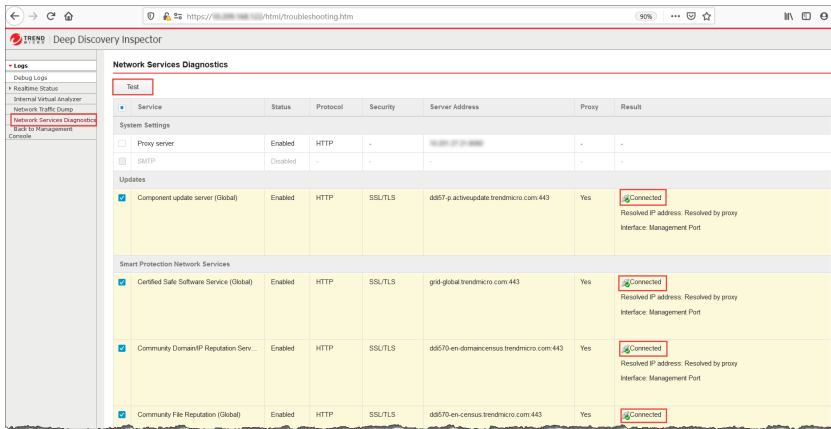 https://
/html/troubleshooting.htm
90%
TREND MICRO Deep Discovery Inspector
Logs
Debug Logs
Realtime Status
Internal Virtual Analyzer
Network Traffic Dump
Network Services Diagnostics
Back to Management
Console
Network Services Diagnostics
Test
Service Status Protocol Security Server Address Proxy Result
System Settings
Proxy server Enabled HTTP - - -
SMTP Disabled - - - - -
Updates
Component update server (Global) Enabled HTTP SSL/TLS ddi57-p.activeupdate.trendmicro.com:443 Yes Connected
Resolved IP address: Resolved by proxy
Interface: Management Port
Smart Protection Network Services
Certified Safe Software Service (Global) Enabled HTTP SSL/TLS grid-global.trendmicro.com:443 Yes Connected
Resolved IP address: Resolved by proxy
Interface: Management Port
Community Domain/IP Reputation Serv... Enabled HTTP SSL/TLS ddi570-en-domaincensus.trendmicro.com:443 Yes Connected
Resolved IP address: Resolved by proxy
Interface: Management Port
Community File Reputation (Global) Enabled HTTP SSL/TLS ddi570-en-census.trendmicro.com:443 Yes Connected